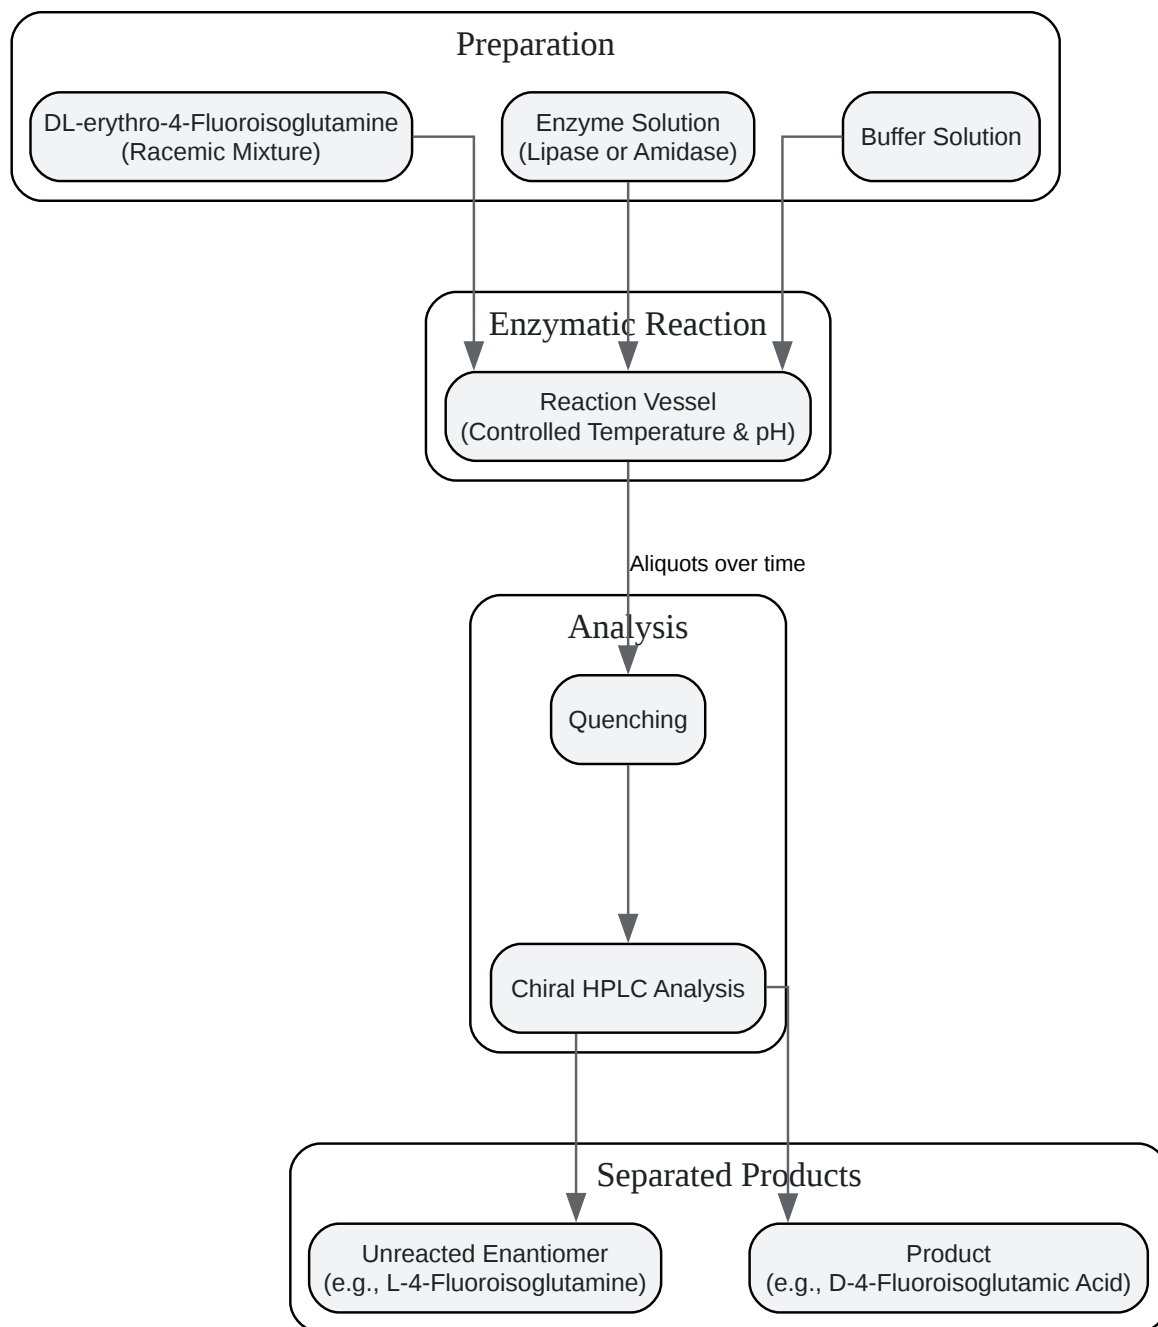 Preparation
DL-erythro-4-Fluoroisoglutamine
(Racemic Mixture)
Enzyme Solution
(Lipase or Amidase)
Buffer Solution
Enzymatic Reaction
Reaction Vessel
(Controlled Temperature & pH)
Aliquots over time
Analysis
Quenching
Chiral HPLC Analysis
Separated Products
Unreacted Enantiomer
(e.g., L-4-Fluoroisoglutamine)
Product
(e.g., D-4-Fluoroisoglutamic Acid)